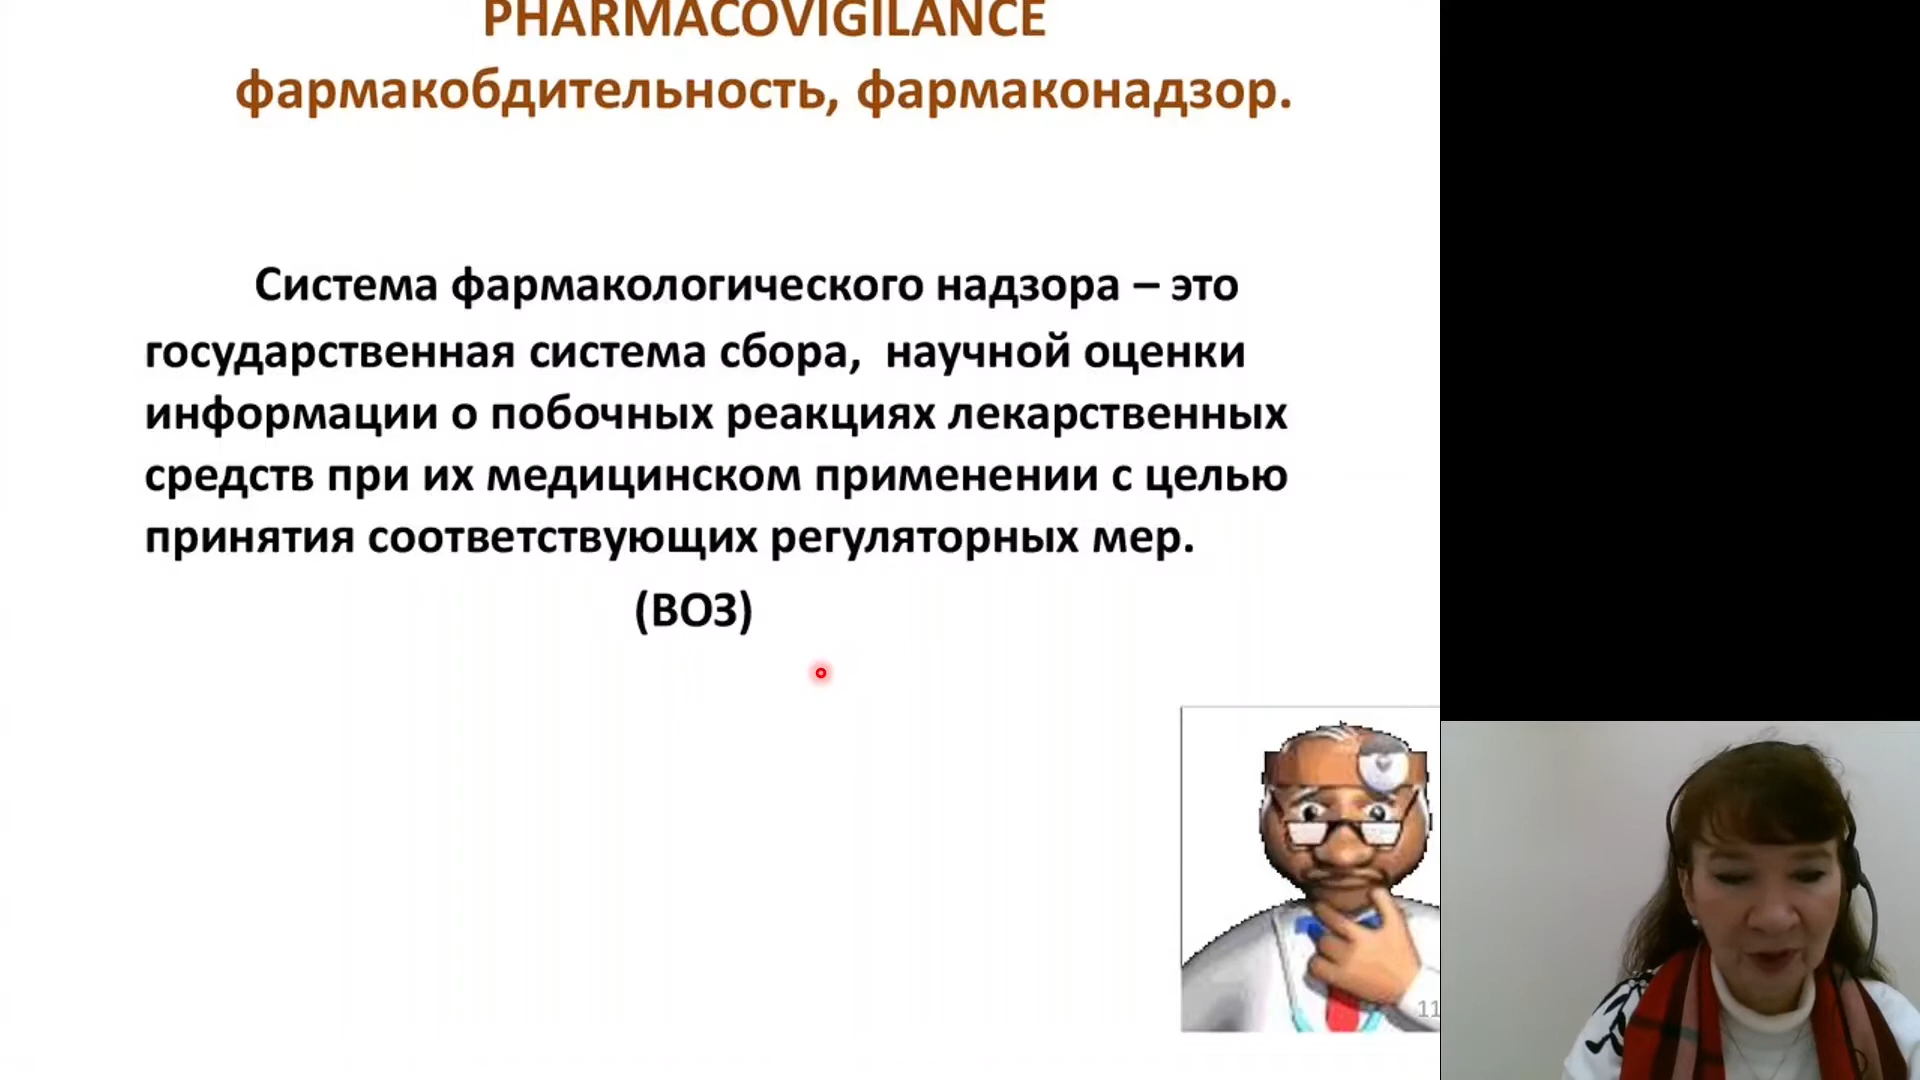 PHARMACOVIGILANCE
фармакобдительность, фармаконадзор.
Система фармакологического надзора – это
государственная система сбора, научной оценки
информации о побочных реакциях лекарственных
средств при их медицинском применении с целью
принятия соответствующих регуляторных мер.
(ВОЗ)
11